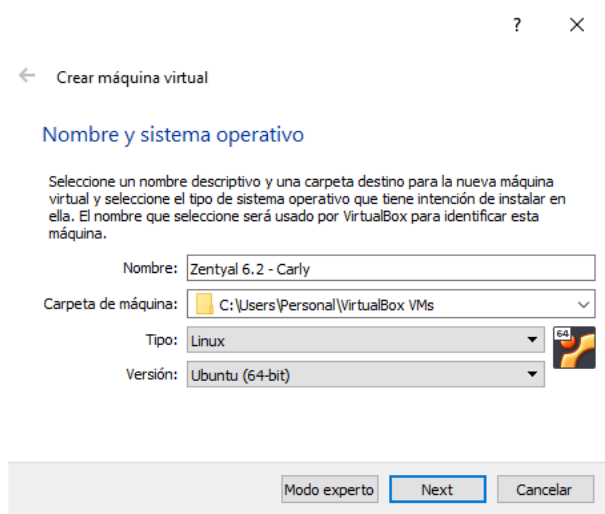 ?
Crear máquina virtual
Nombre y sistema operativo
Seleccione un nombre descriptivo y una carpeta destino para la nueva máquina
virtual y seleccione el tipo de sistema operativo que tiene intención de instalar en
ella. El nombre que seleccione será usado por VirtualBox para identificar esta
máquina.
Nombre: Zentyal 6.2 - Carly
Carpeta de máquina: C:\Users\Personal\VirtualBox VMs
Tipo: Linux
64
Versión: Ubuntu (64-bit)
Modo experto Next Cancelar